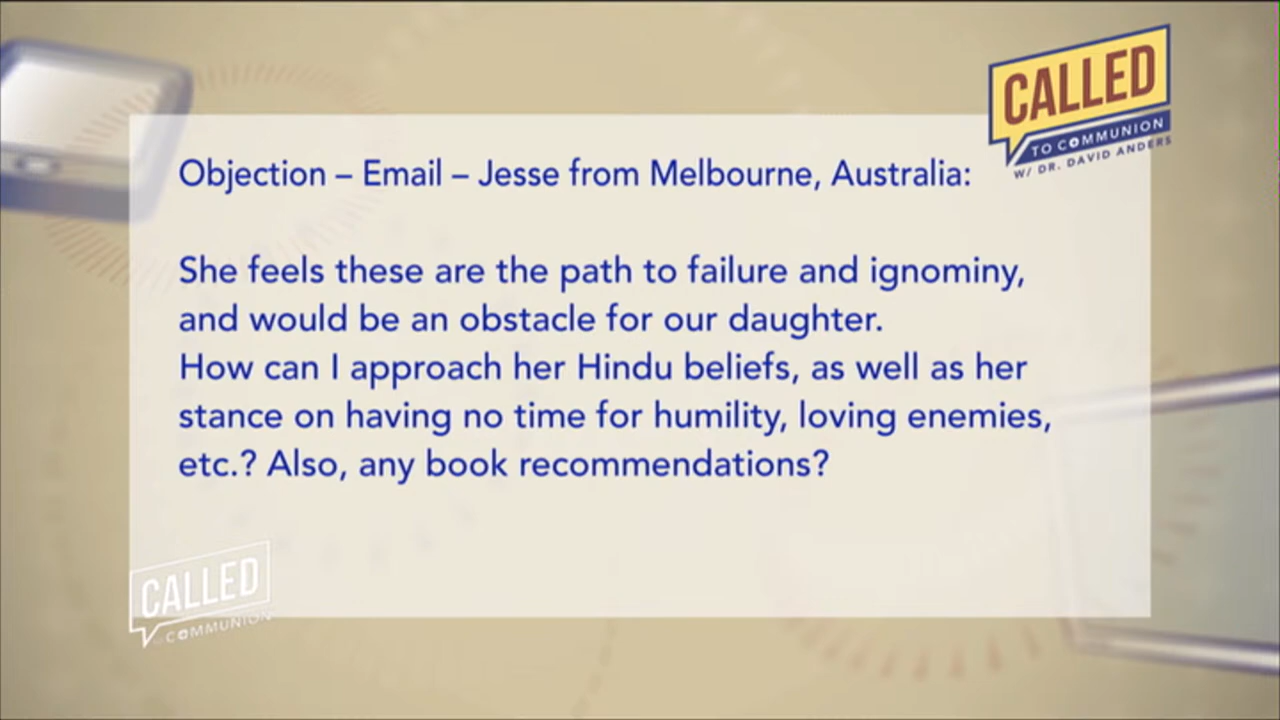 CALLED
TO COMMUNION
W/ DR. DAVID ANDERS
Objection – Email – Jesse from Melbourne, Australia:
She feels these are the path to failure and ignominy,
and would be an obstacle for our daughter.
How can I approach her Hindu beliefs, as well as her
stance on having no time for humility, loving enemies,
etc.? Also, any book recommendations?
CALLED
TO COMMUNION